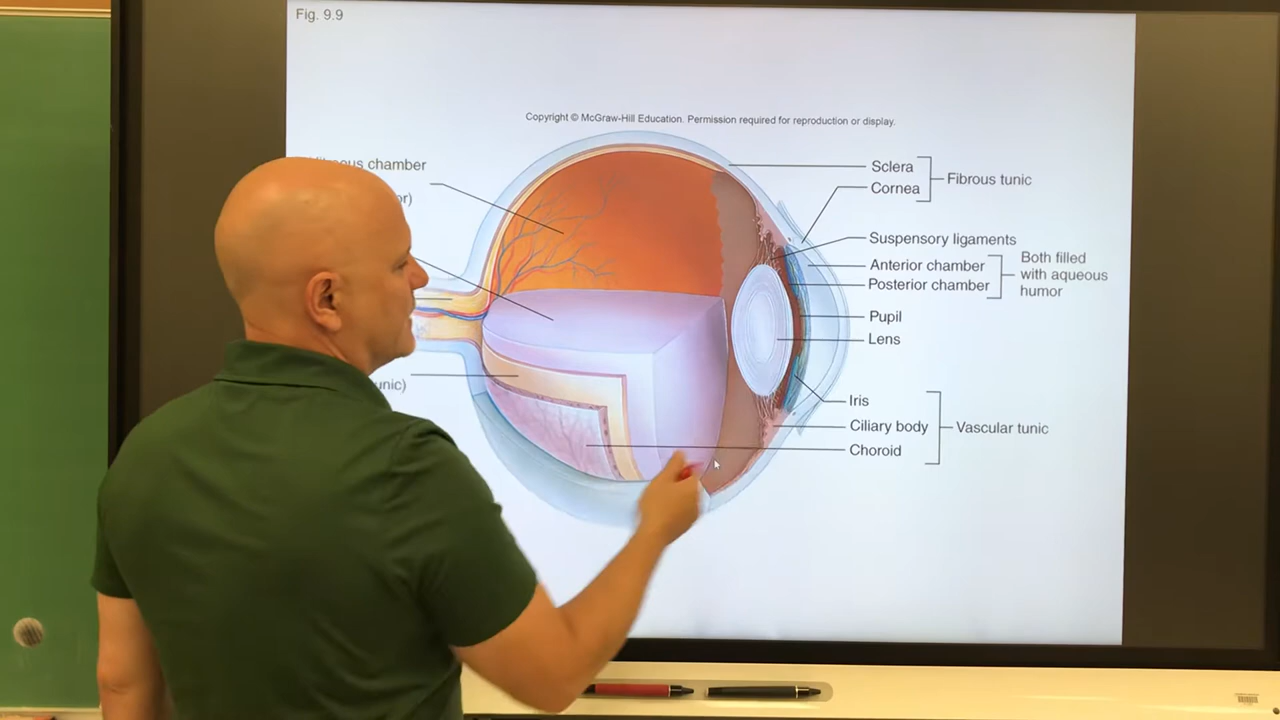 Fig. 9.9
Copyright © McGraw-Hill Education. Permission required for reproduction or display.
chamber
Sclera
Cornea
Fibrous tunic
Suspensory ligaments
Anterior chamber
Posterior chamber
Both filled
with aqueous
humor
Pupil
Lens
Iris
Ciliary body
Choroid
Vascular tunic